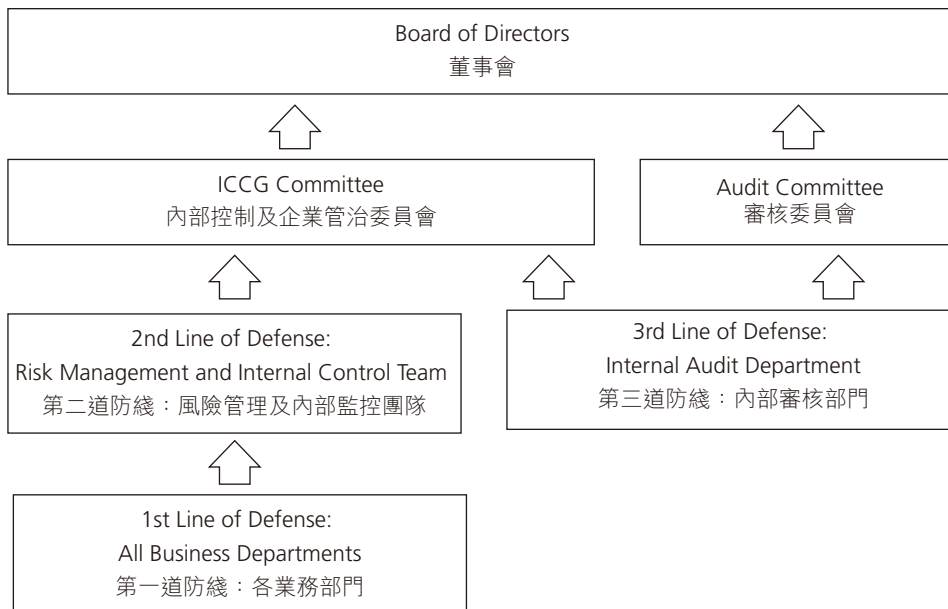 Board of Directors
董事會
ICCG Committee
內部控制及企業管治委員會
Audit Committee
審核委員會
2nd Line of Defense:
Risk Management and Internal Control Team
第二道防綫：風險管理及內部監控團隊
3rd Line of Defense:
Internal Audit Department
第三道防綫：內部審核部門
1st Line of Defense:
All Business Departments
第一道防綫：各業務部門